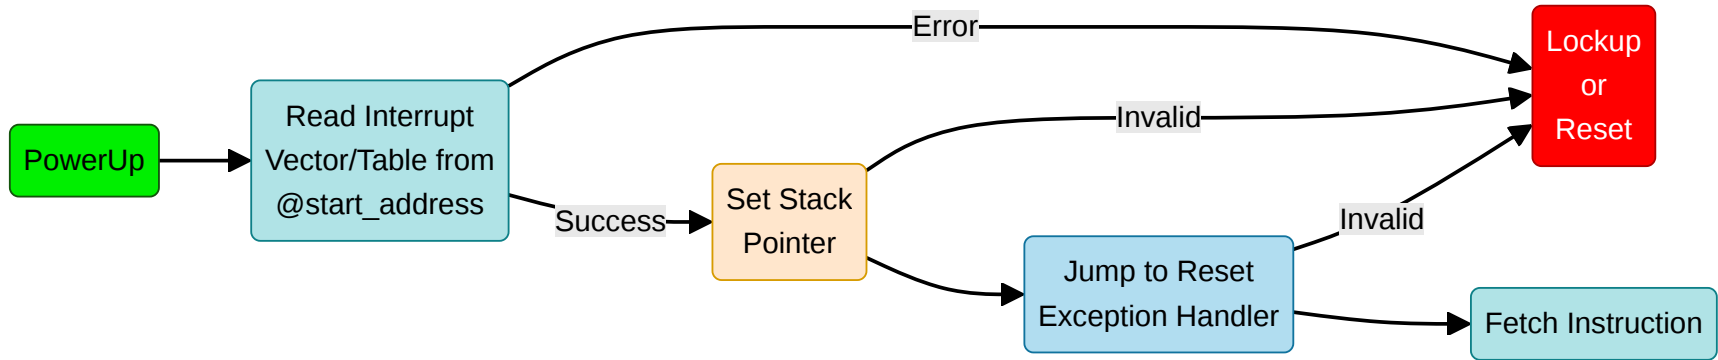 PowerUp
Read Interrupt
Vector/Table from
@start_address
Error
Success
Set Stack
Pointer
Invalid
Jump to Reset
Exception Handler
Invalid
Lockup
or
Reset
Fetch Instruction